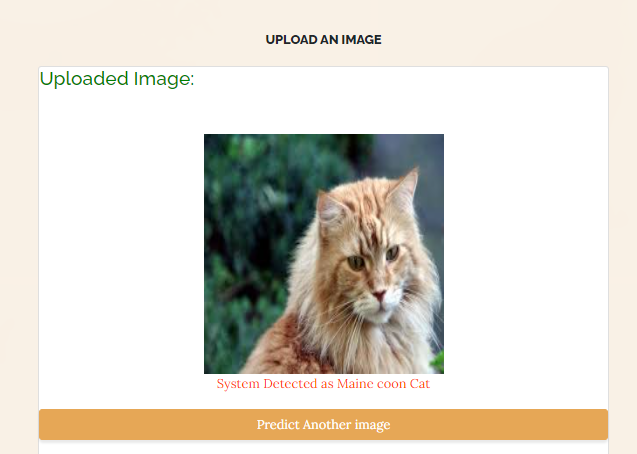 UPLOAD AN IMAGE
Uploaded Image:
System Detected as Maine coon Cat
Predict Another image